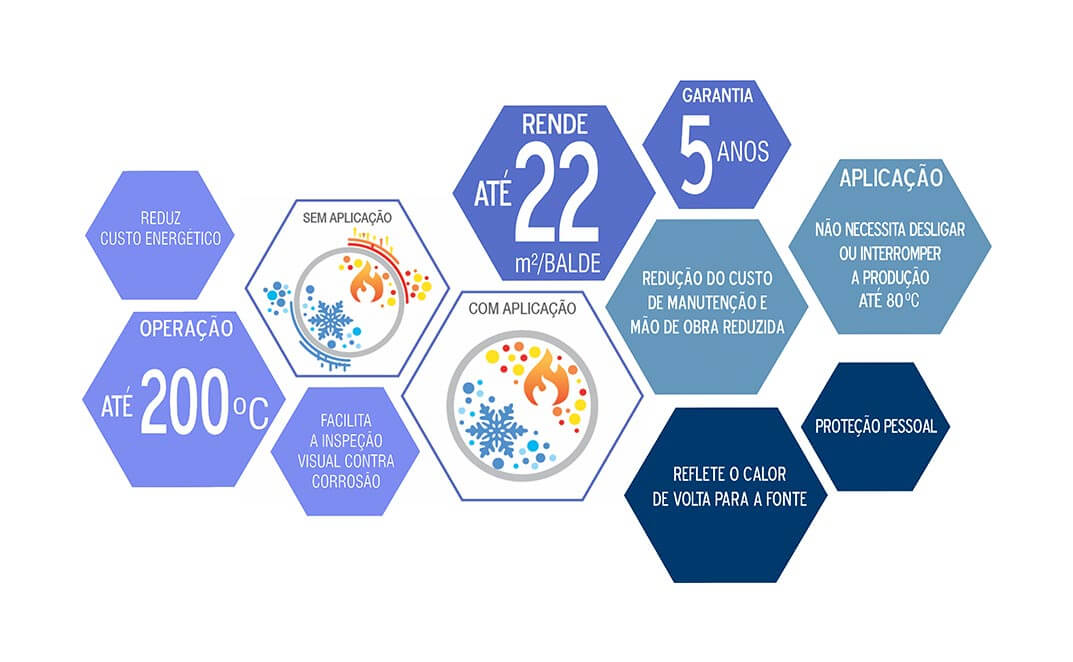 REDUZ
CUSTO ENERGÉTICO
OPERAÇÃO
ATÉ 200ºC
SEM APLICAÇÃO
FACILITA
A INSPEÇÃO
VISUAL CONTRA
CORROSÃO
COM APLICAÇÃO
RENDE
ATÉ 22
m²/BALDE
GARANTIA
5 ANOS
REDUÇÃO DO CUSTO
DE MANUTENÇÃO E
MÃO DE OBRA REDUZIDA
APLICAÇÃO
NÃO NECESSITA DESLIGAR
OU INTERROMPER
A PRODUÇÃO
ATÉ 80ºC
REFLETE O CALOR
DE VOLTA PARA A FONTE
PROTEÇÃO PESSOAL